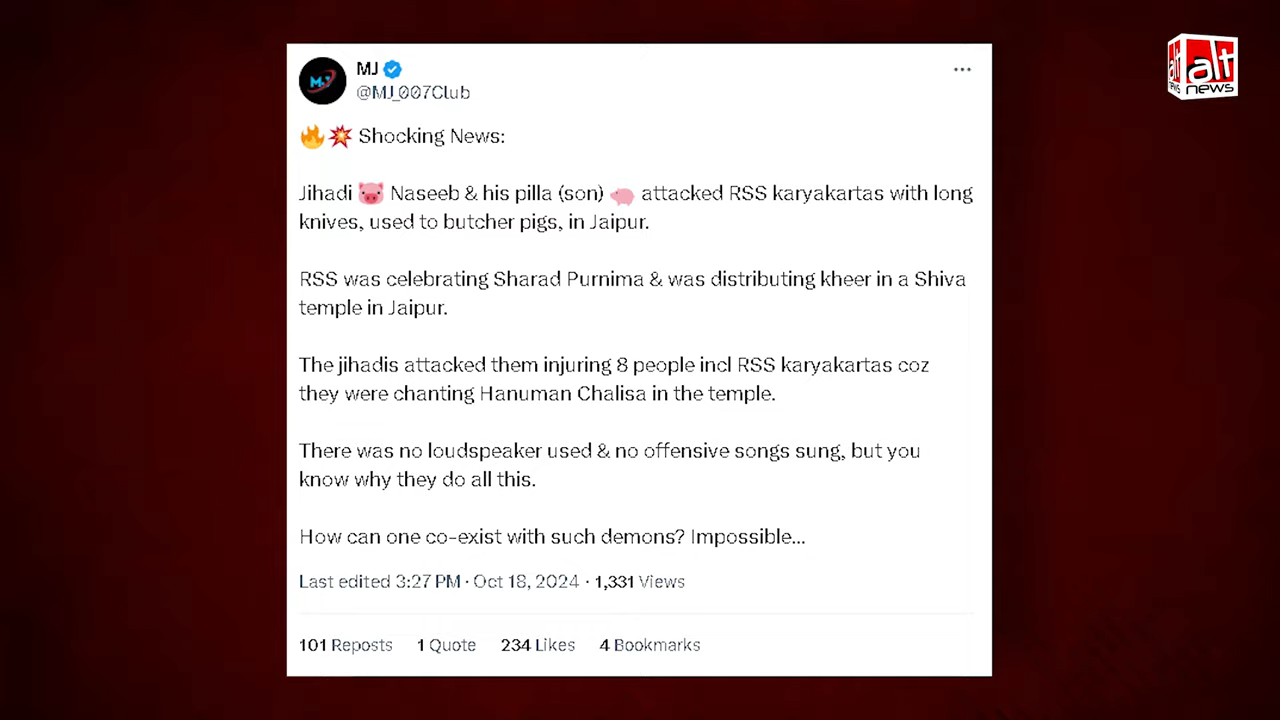 MJ
@MJ_007Club
🔥💥 Shocking News:
Jihadi 🐷 Naseeb & his pilla (son) 🐖 attacked RSS karyakartas with long
knives, used to butcher pigs, in Jaipur.
RSS was celebrating Sharad Purnima & was distributing kheer in a Shiva
temple in Jaipur.
The jihadis attacked them injuring 8 people incl RSS karyakartas coz
they were chanting Hanuman Chalisa in the temple.
There was no loudspeaker used & no offensive songs sung, but you
know why they do all this.
How can one co-exist with such demons? Impossible...
Last edited 3:27 PM · Oct 18, 2024 · 1,331 Views
101 Reposts 1 Quote 234 Likes 4 Bookmarks
alt
news